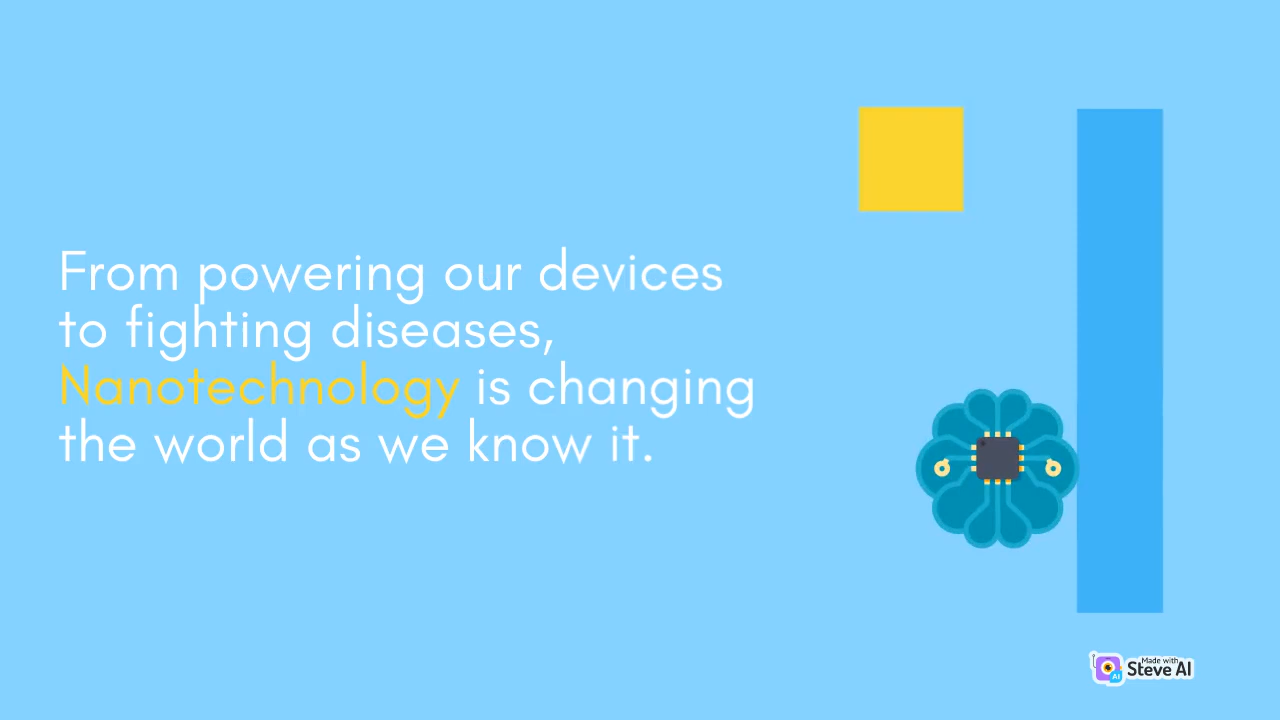 From powering our devices
to fighting diseases,
Nanotechnology is changing
the world as we know it.
Made with
Steve AI
AI